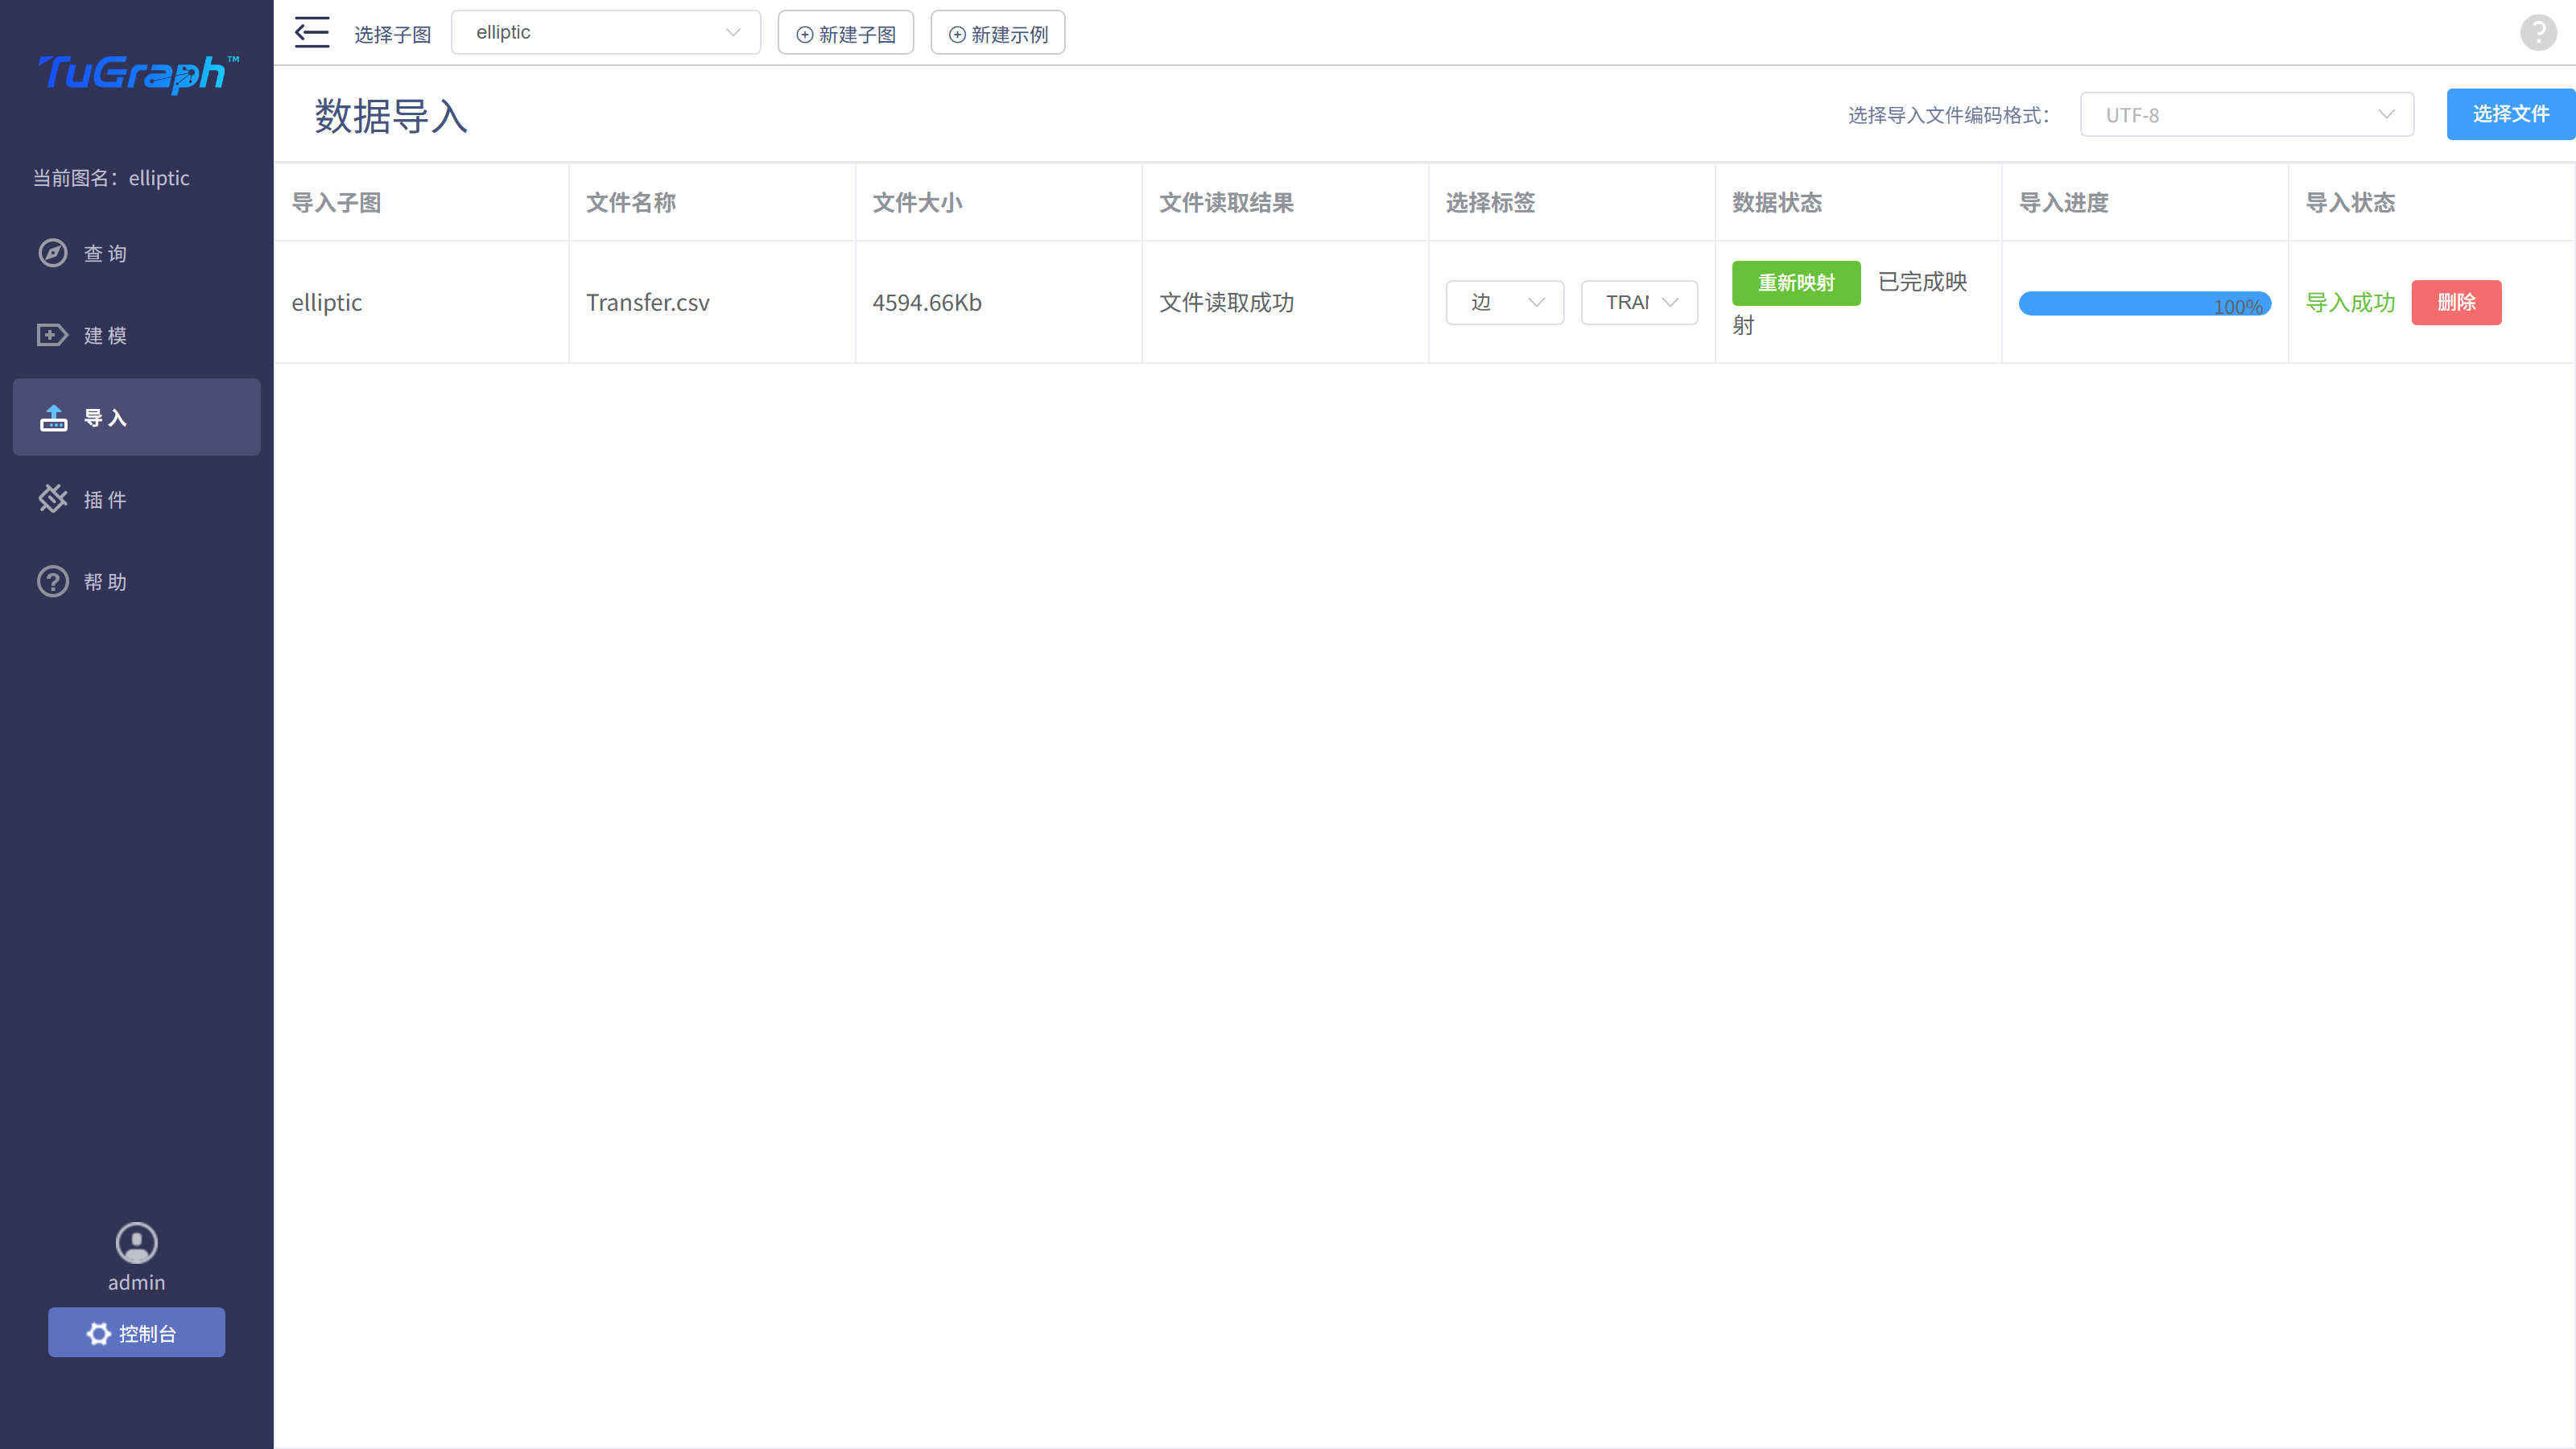 TuGraph™
当前图名：elliptic
查 询
建 模
导 入
插 件
帮 助
admin
控制台
选择子图
elliptic
新建子图
新建示例
数据导入
选择导入文件编码格式：
UTF-8
选择文件
导入子图
文件名称
文件大小
文件读取结果
选择标签
数据状态
导入进度
导入状态
elliptic
Transfer.csv
4594.66Kb
文件读取成功
边
重新映射 已完成映
射
100%
导入成功
删除